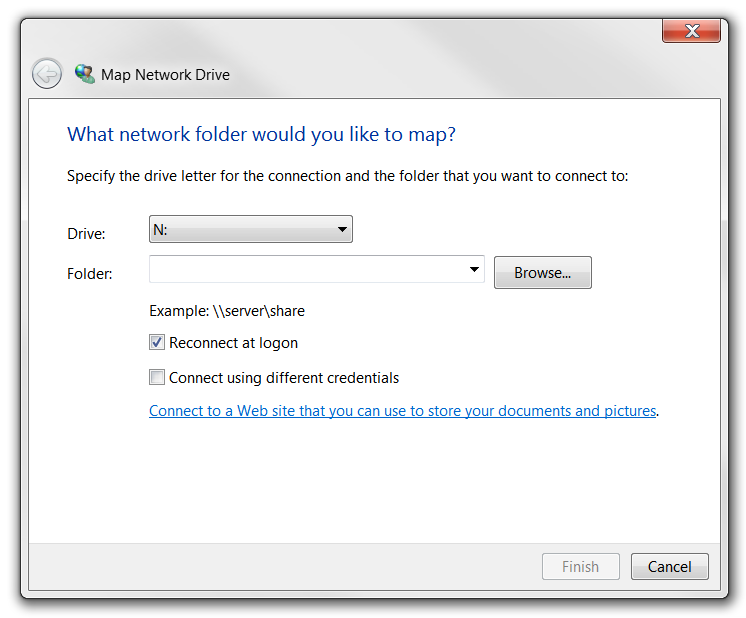 Map Network Drive
What network folder would you like to map?
Specify the drive letter for the connection and the folder that you want to connect to:
Drive: N:
Folder: Browse...
Example: \\server\share
Reconnect at logon
Connect using different credentials
Connect to a Web site that you can use to store your documents and pictures.
Finish Cancel